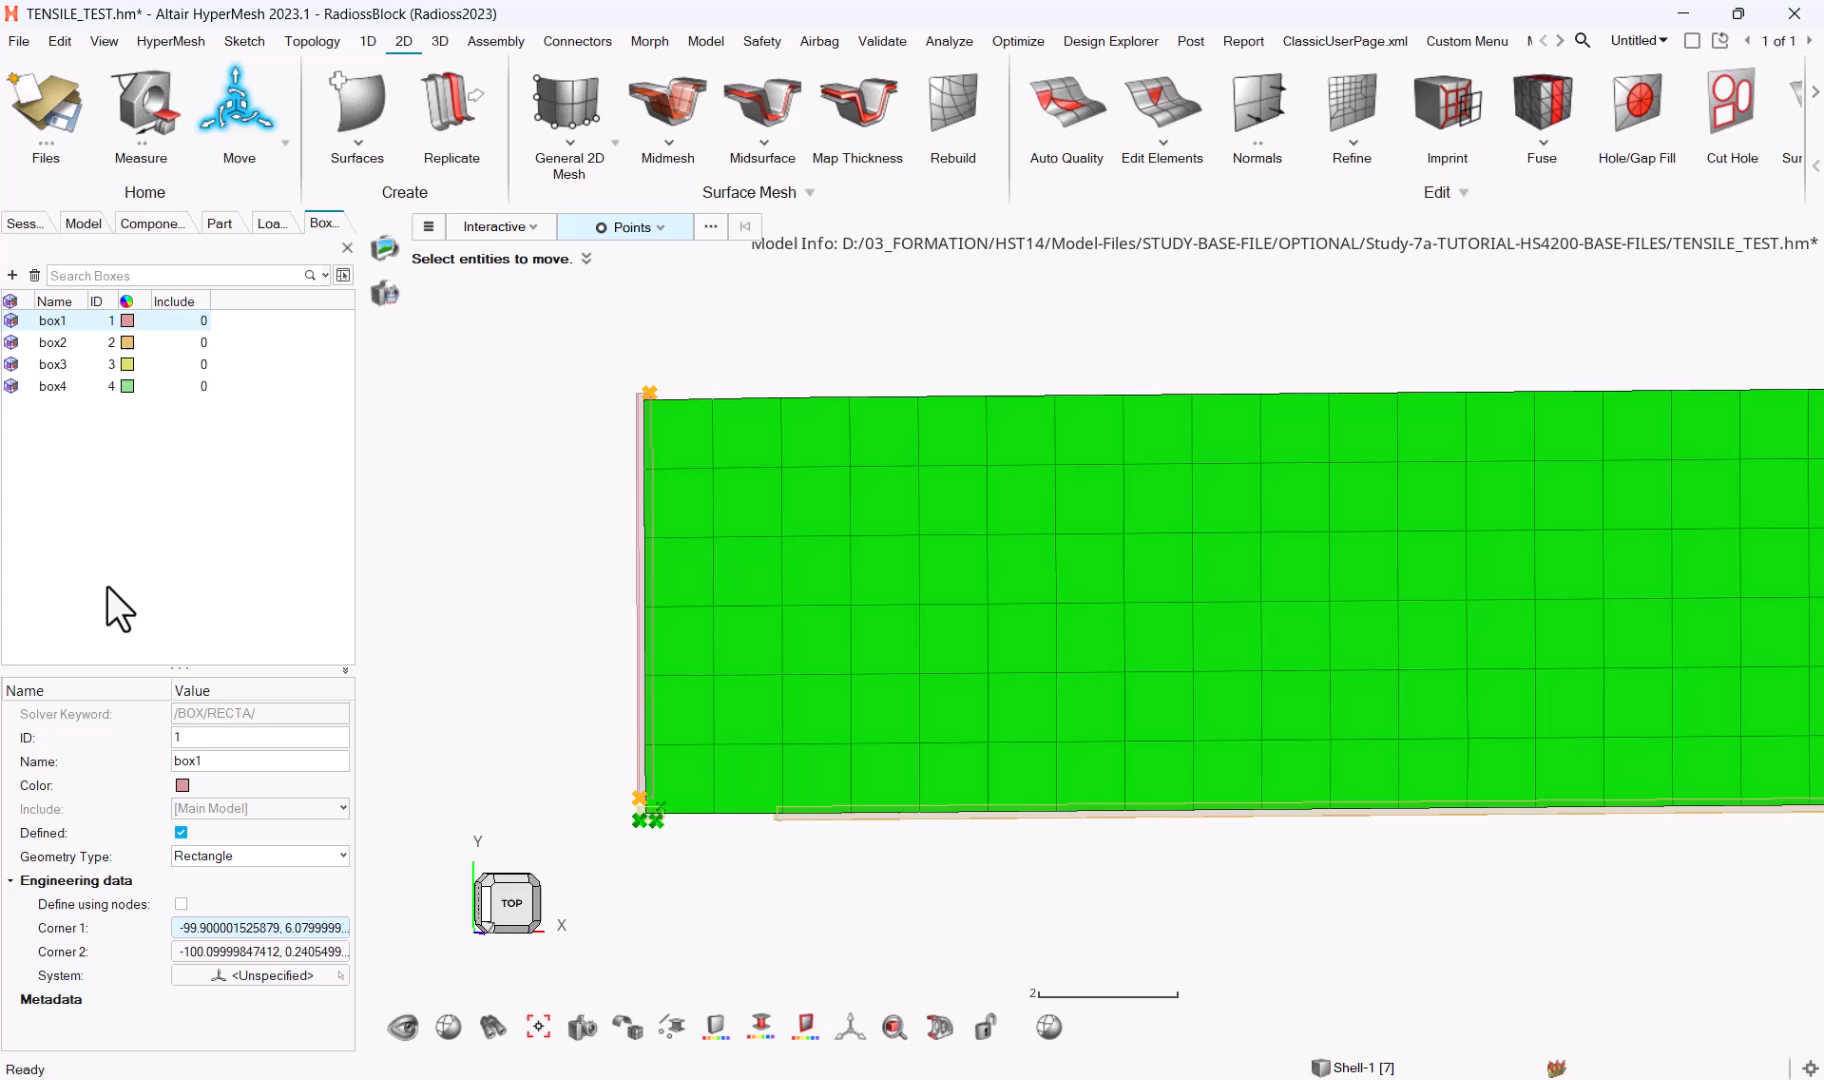 TENSILE_TEST.hm* - Altair HyperMesh 2023.1 - RadiossBlock (Radioss2023)
File Edit View HyperMesh Sketch Topology 1D 2D 3D Assembly Connectors Morph Model Safety Airbag Validate Analyze Optimize Design Explorer Post Report ClassicUserPage.xml Custom Menu Untitled 1 of 1
Files Measure Move Surfaces Replicate General 2D Mesh Midmesh Midsurface Map Thickness Rebuild Auto Quality Edit Elements Normals Refine Imprint Fuse Hole/Gap Fill Cut Hole Sur
Home Create Surface Mesh Edit
Sess... Model Compone... Part Loa... Box... Interactive Points ...
Model Info: D:/03_FORMATION/HST14/Model-Files/STUDY-BASE-FILE/OPTIONAL/Study-7a-TUTORIAL-HS4200-BASE-FILES/TENSILE_TEST.hm*
Select entities to move.
Search Boxes
Name ID Include
box1 1 0
box2 2 0
box3 3 0
box4 4 0
Name Value
Solver Keyword: /BOX/RECTA/
ID: 1
Name: box1
Color:
Include: [Main Model]
Defined:
Geometry Type: Rectangle
Engineering data
Define using nodes:
Corner 1: -99.900001525879, 6.0799999...
Corner 2: -100.09999847412, 0.2405499...
System: <Unspecified>
Metadata
Y
TOP
X
2
Ready
Shell-1 [7]